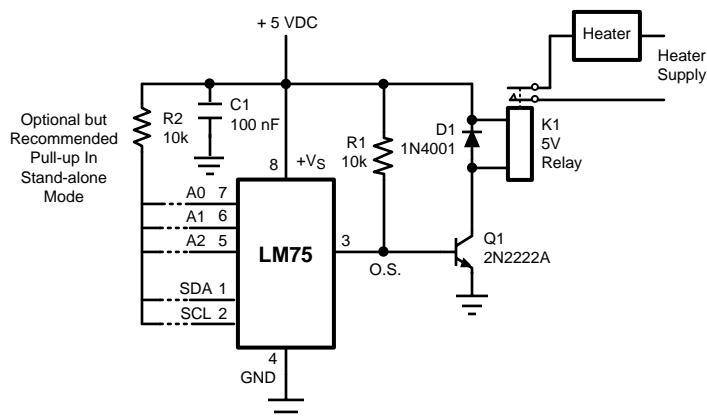 + 5 VDC
Heater
Heater
Supply
Optional but
Recommended
Pull-up In
Stand-alone
Mode
R2
10k
C1
100 nF
R1
10k
D1
1N4001
K1
5V
Relay
8
+VS
A0 7
A1 6
A2 5
SDA 1
SCL 2
LM75
3
O.S.
Q1
2N2222A
4
GND